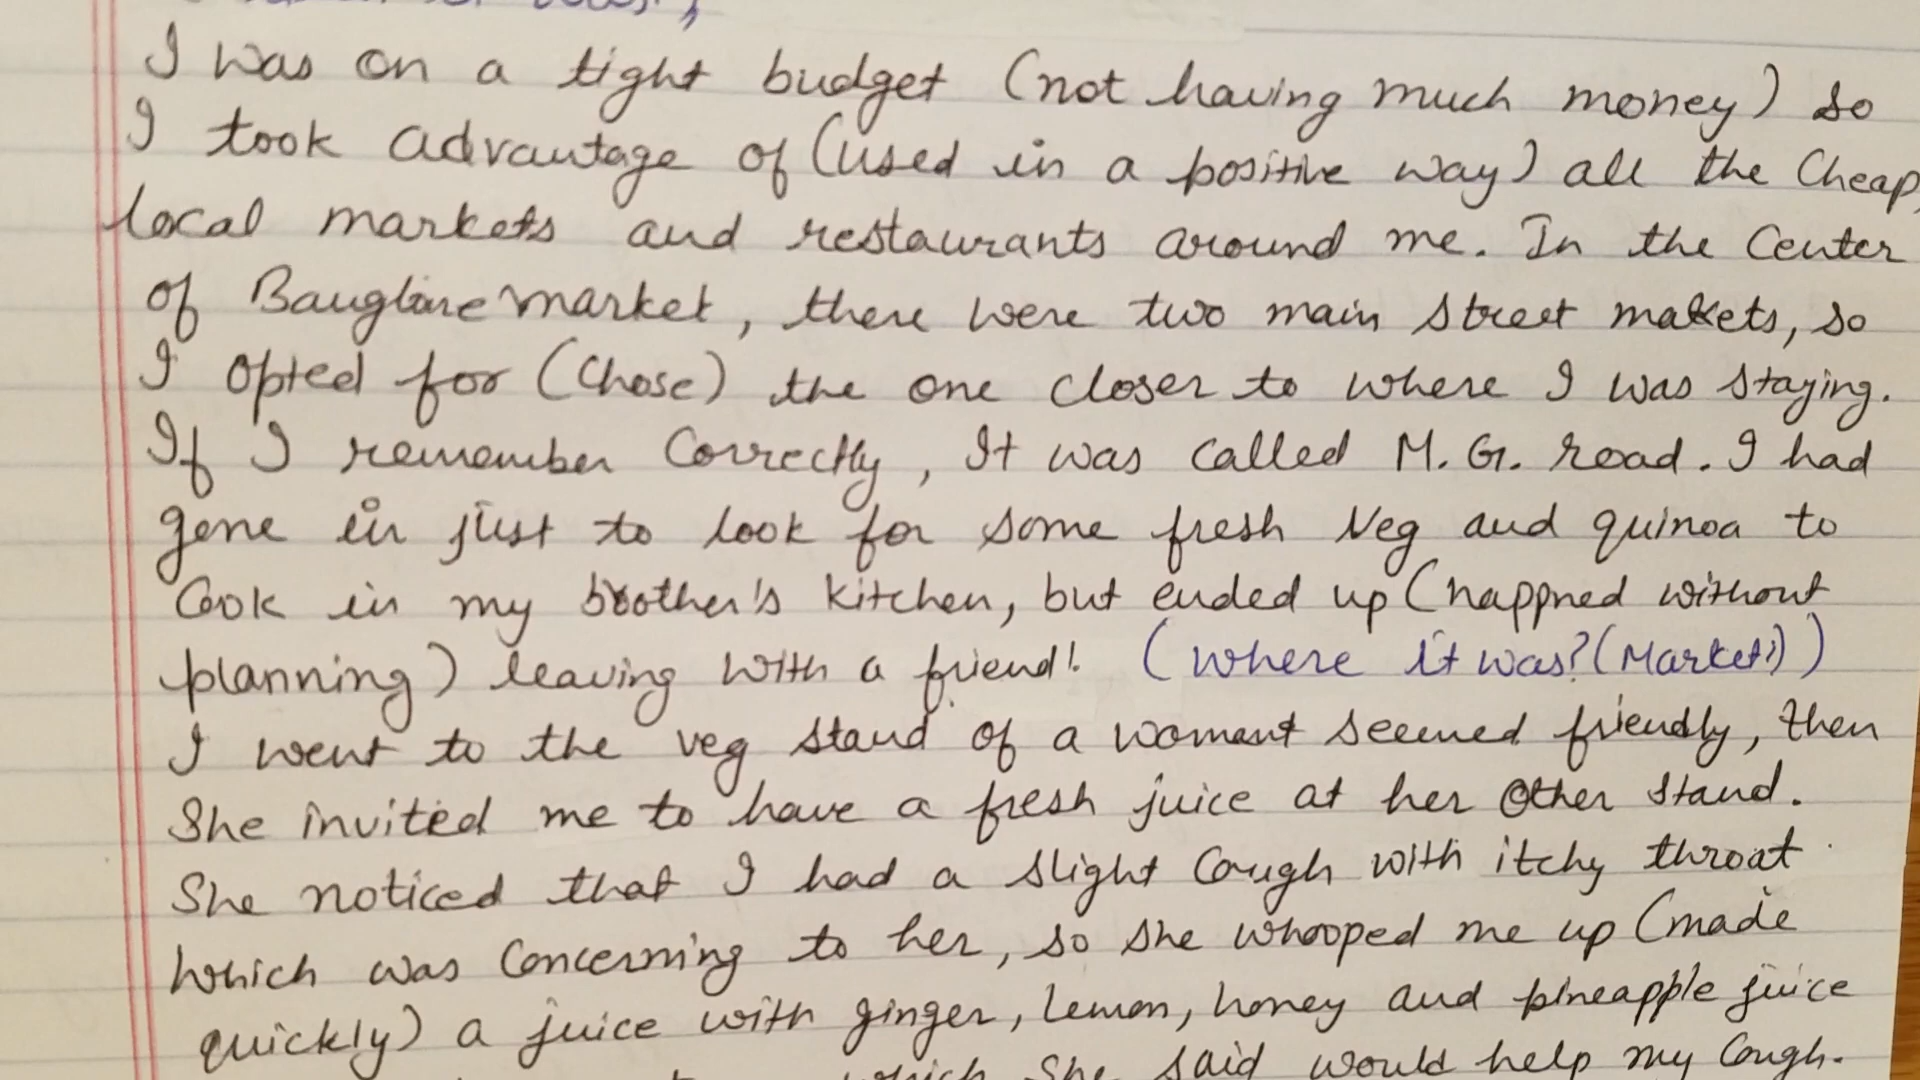 I was on a tight budget (not having much money) so
I took advantage of (used in a positive way) all the Cheap,
local markets and restaurants around me. In the Center
of Banglore market, there were two main street makets, so
I opted for (Chose) the one closer to where I was staying.
If I remember Correctly, It was called M. G. road. I had
gone in just to look for some fresh Veg and quinoa to
Cook in my brother's kitchen, but ended up (happned without
planning) leaving with a friend! (where it was? (Market))
I went to the veg stand of a woman't seemed friendly, then
She invited me to have a fresh juice at her other stand.
She noticed that I had a slight Cough with itchy throat
which was Concerning to her, so she whooped me up (made
quickly) a juice with ginger, lemon, honey and pineapple juice
which she said would help my Cough.